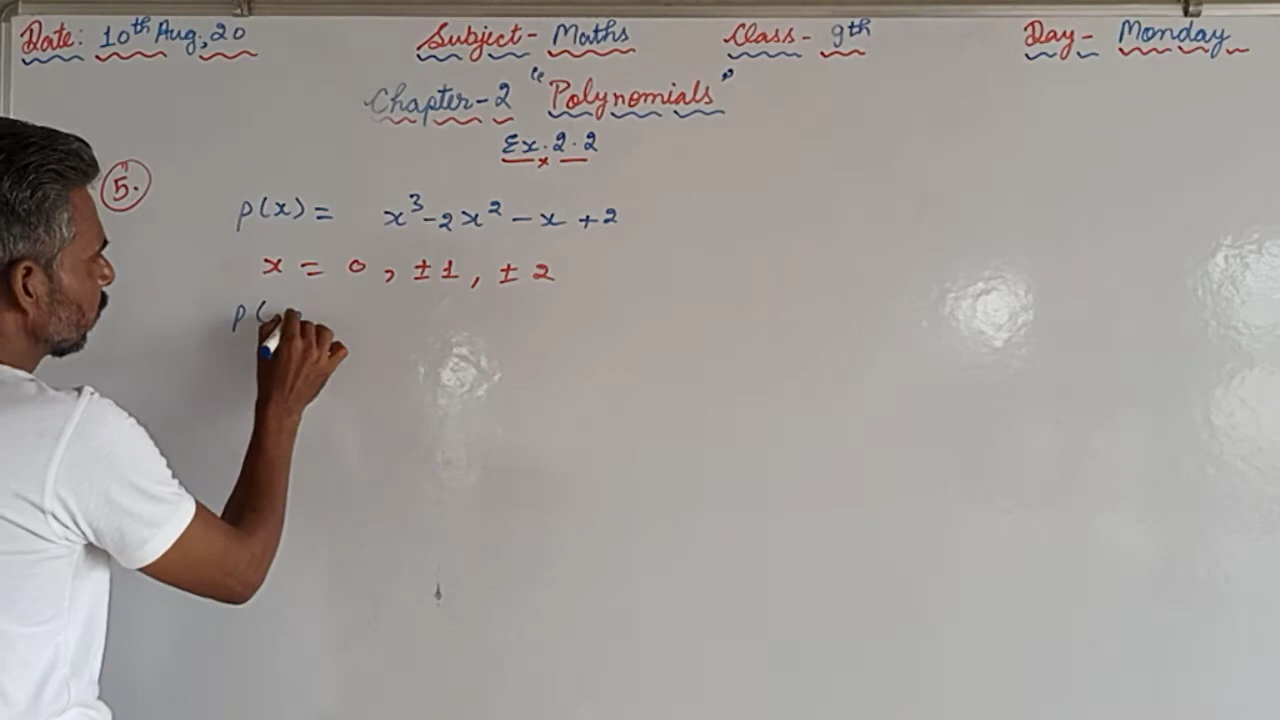 Date: 10th Aug, 20 Subject- Maths Class- 9th Day- Monday
Chapter-2 "Polynomials"
Ex. 2.2
5. p(x) = x³-2x²-x+2
x = 0, ±1, ±2
p(